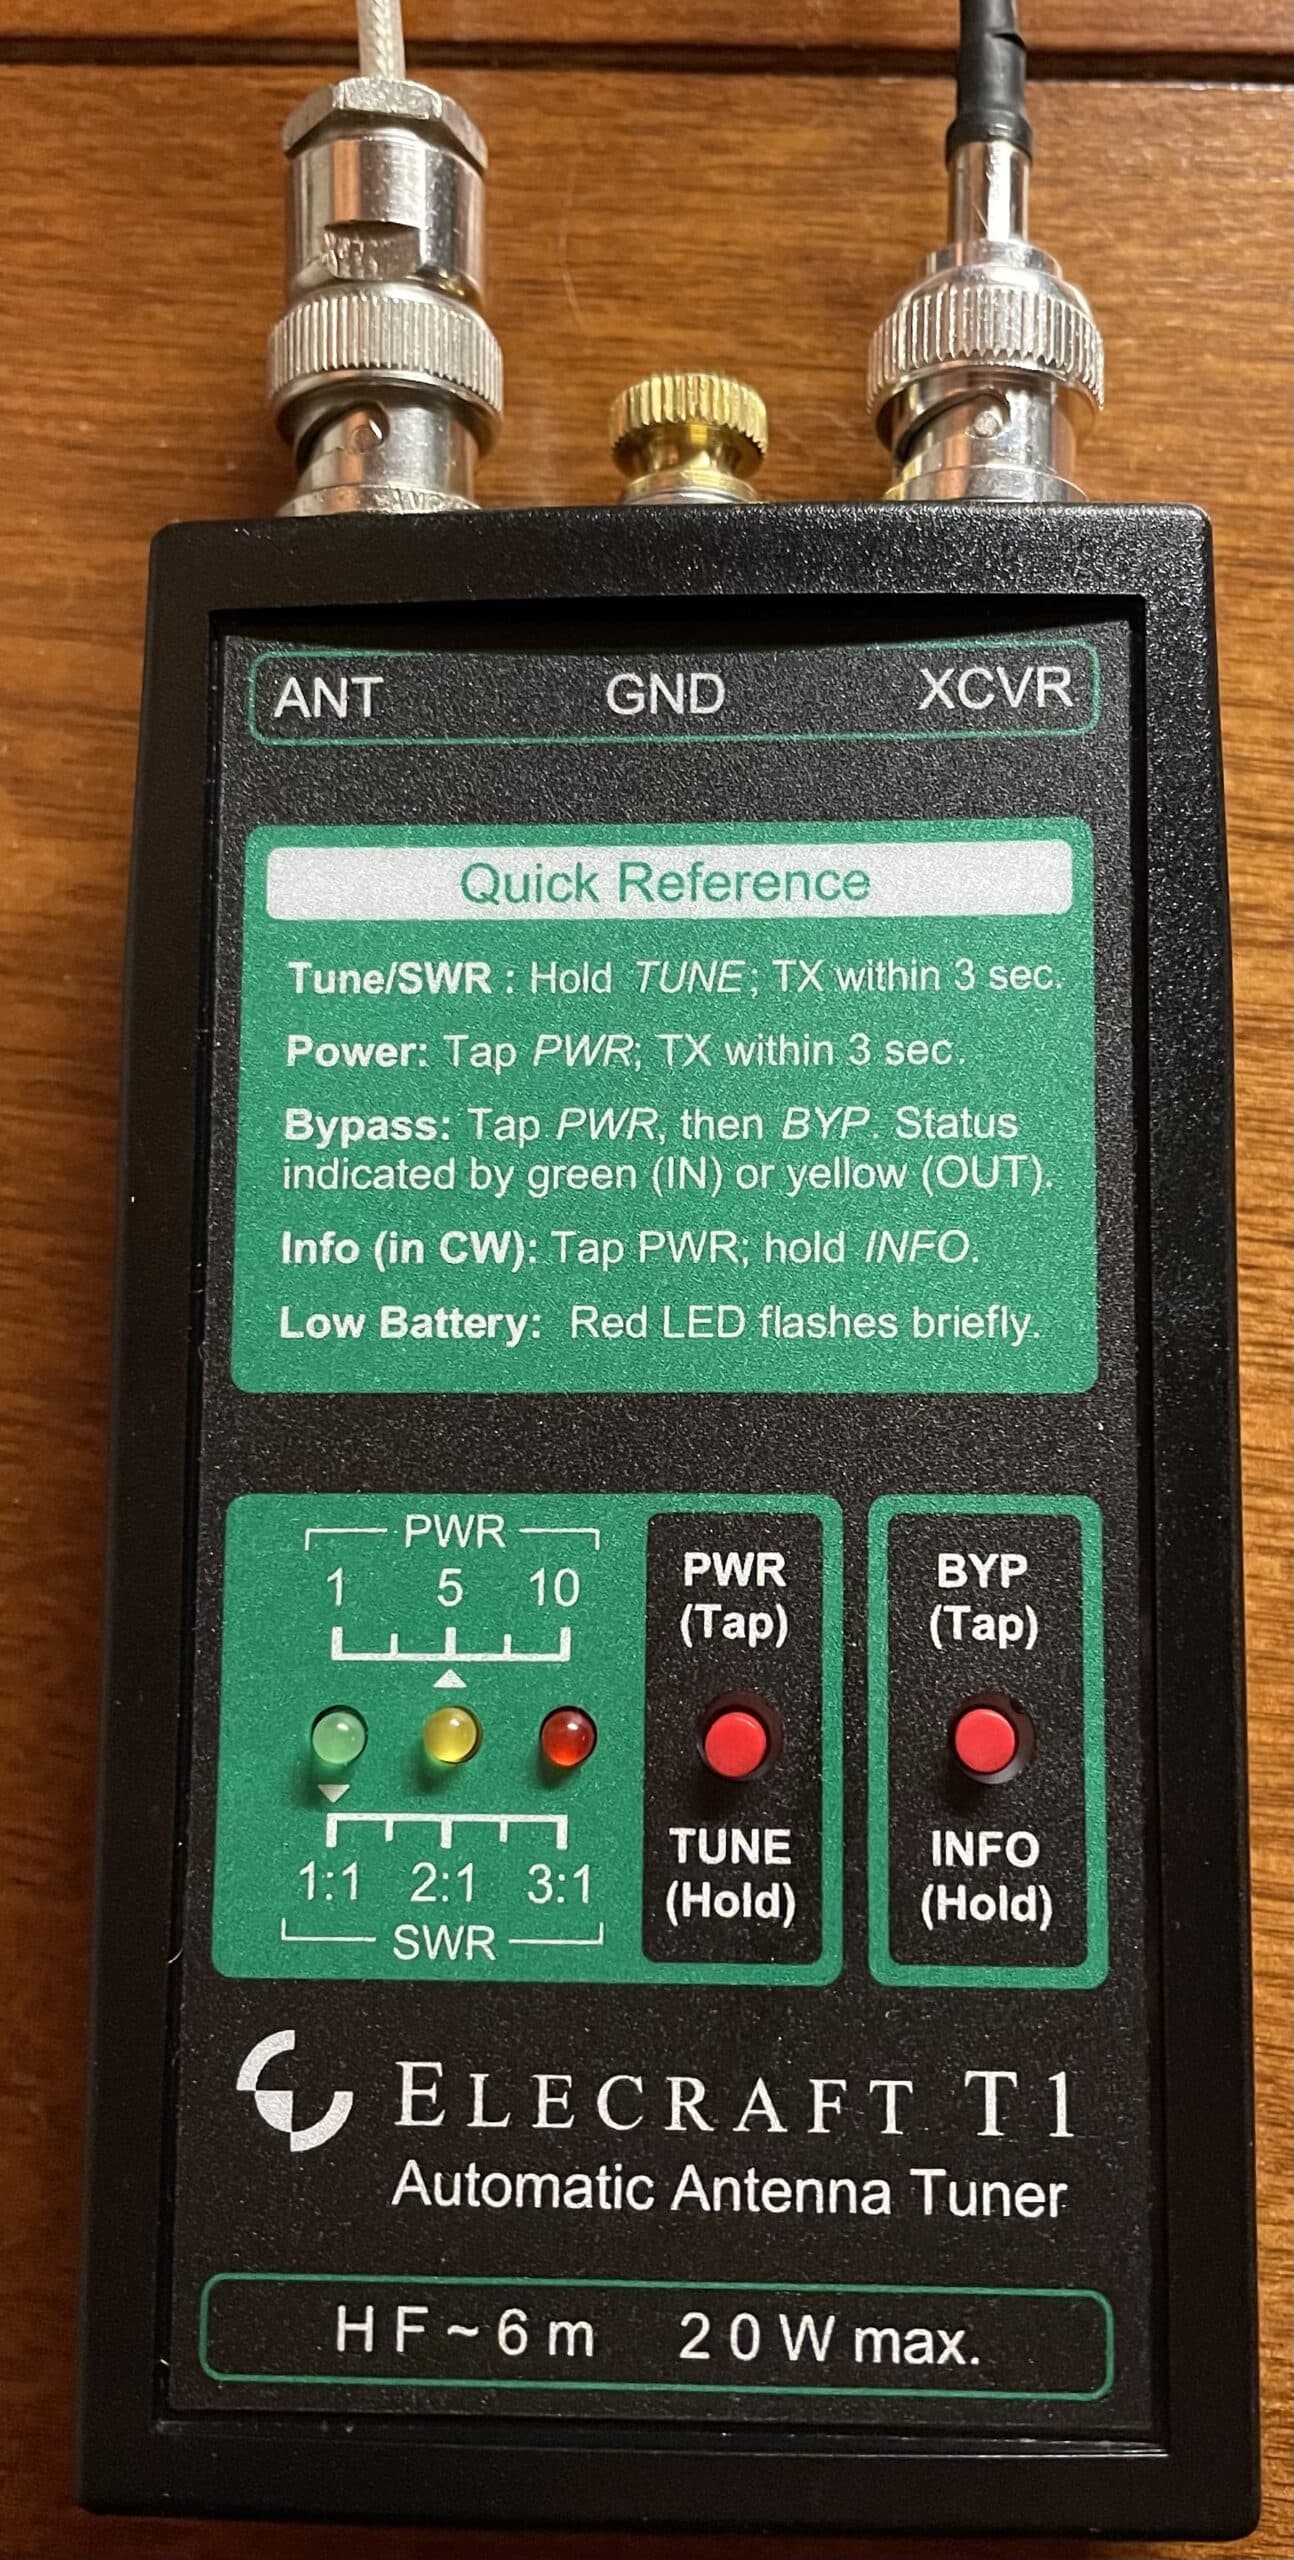 ANT GND XCVR
Quick Reference
Tune/SWR : Hold TUNE; TX within 3 sec.
Power: Tap PWR; TX within 3 sec.
Bypass: Tap PWR, then BYP. Status
indicated by green (IN) or yellow (OUT).
Info (in CW): Tap PWR; hold INFO.
Low Battery: Red LED flashes briefly.
PWR
1 5 10
1:1 2:1 3:1
SWR
PWR
(Tap)
TUNE
(Hold)
BYP
(Tap)
INFO
(Hold)
ELECRAFT T1
Automatic Antenna Tuner
HF ~ 6 m 20 W max.